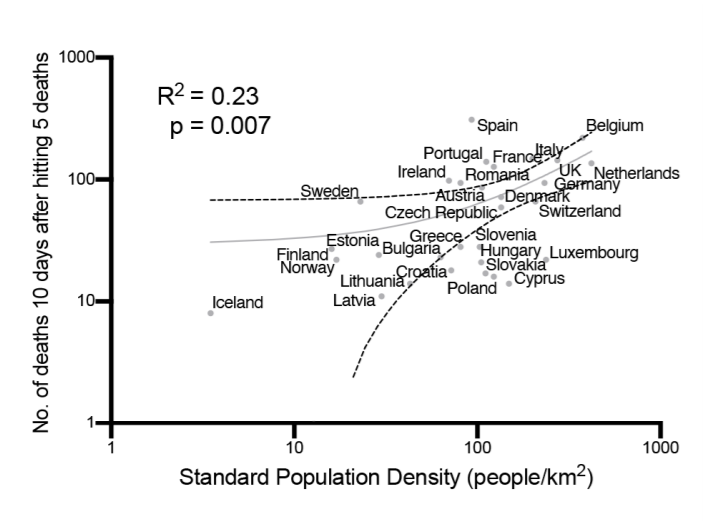 1000
R2 = 0.23
p = 0.007
Spain
Belgium
Portugal
France
Italy
100
Ireland
Romania
UK
Netherlands
Germany
Sweden
Austria
Denmark
Czech Republic
Switzerland
Estonia
Greece
Slovenia
Finland
Bulgaria
Hungary
Luxembourg
Norway
Croatia
Slovakia
Lithuania
Cyprus
Poland
10
Iceland
Latvia
1
1
10
100
1000
No. of deaths 10 days after hitting 5 deaths
Standard Population Density (people/km2)